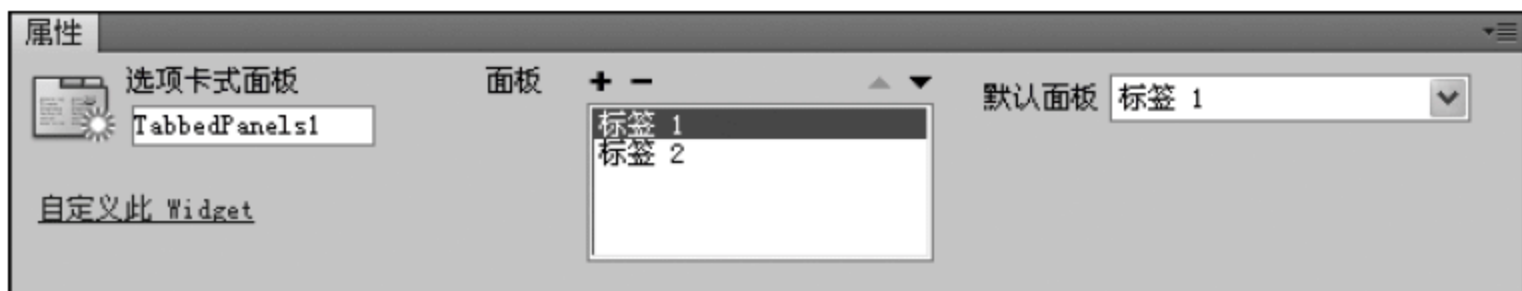 属性
选项卡式面板
TabbedPanels1
自定义此 Widget
面板
标签 1
标签 2
默认面板 标签 1